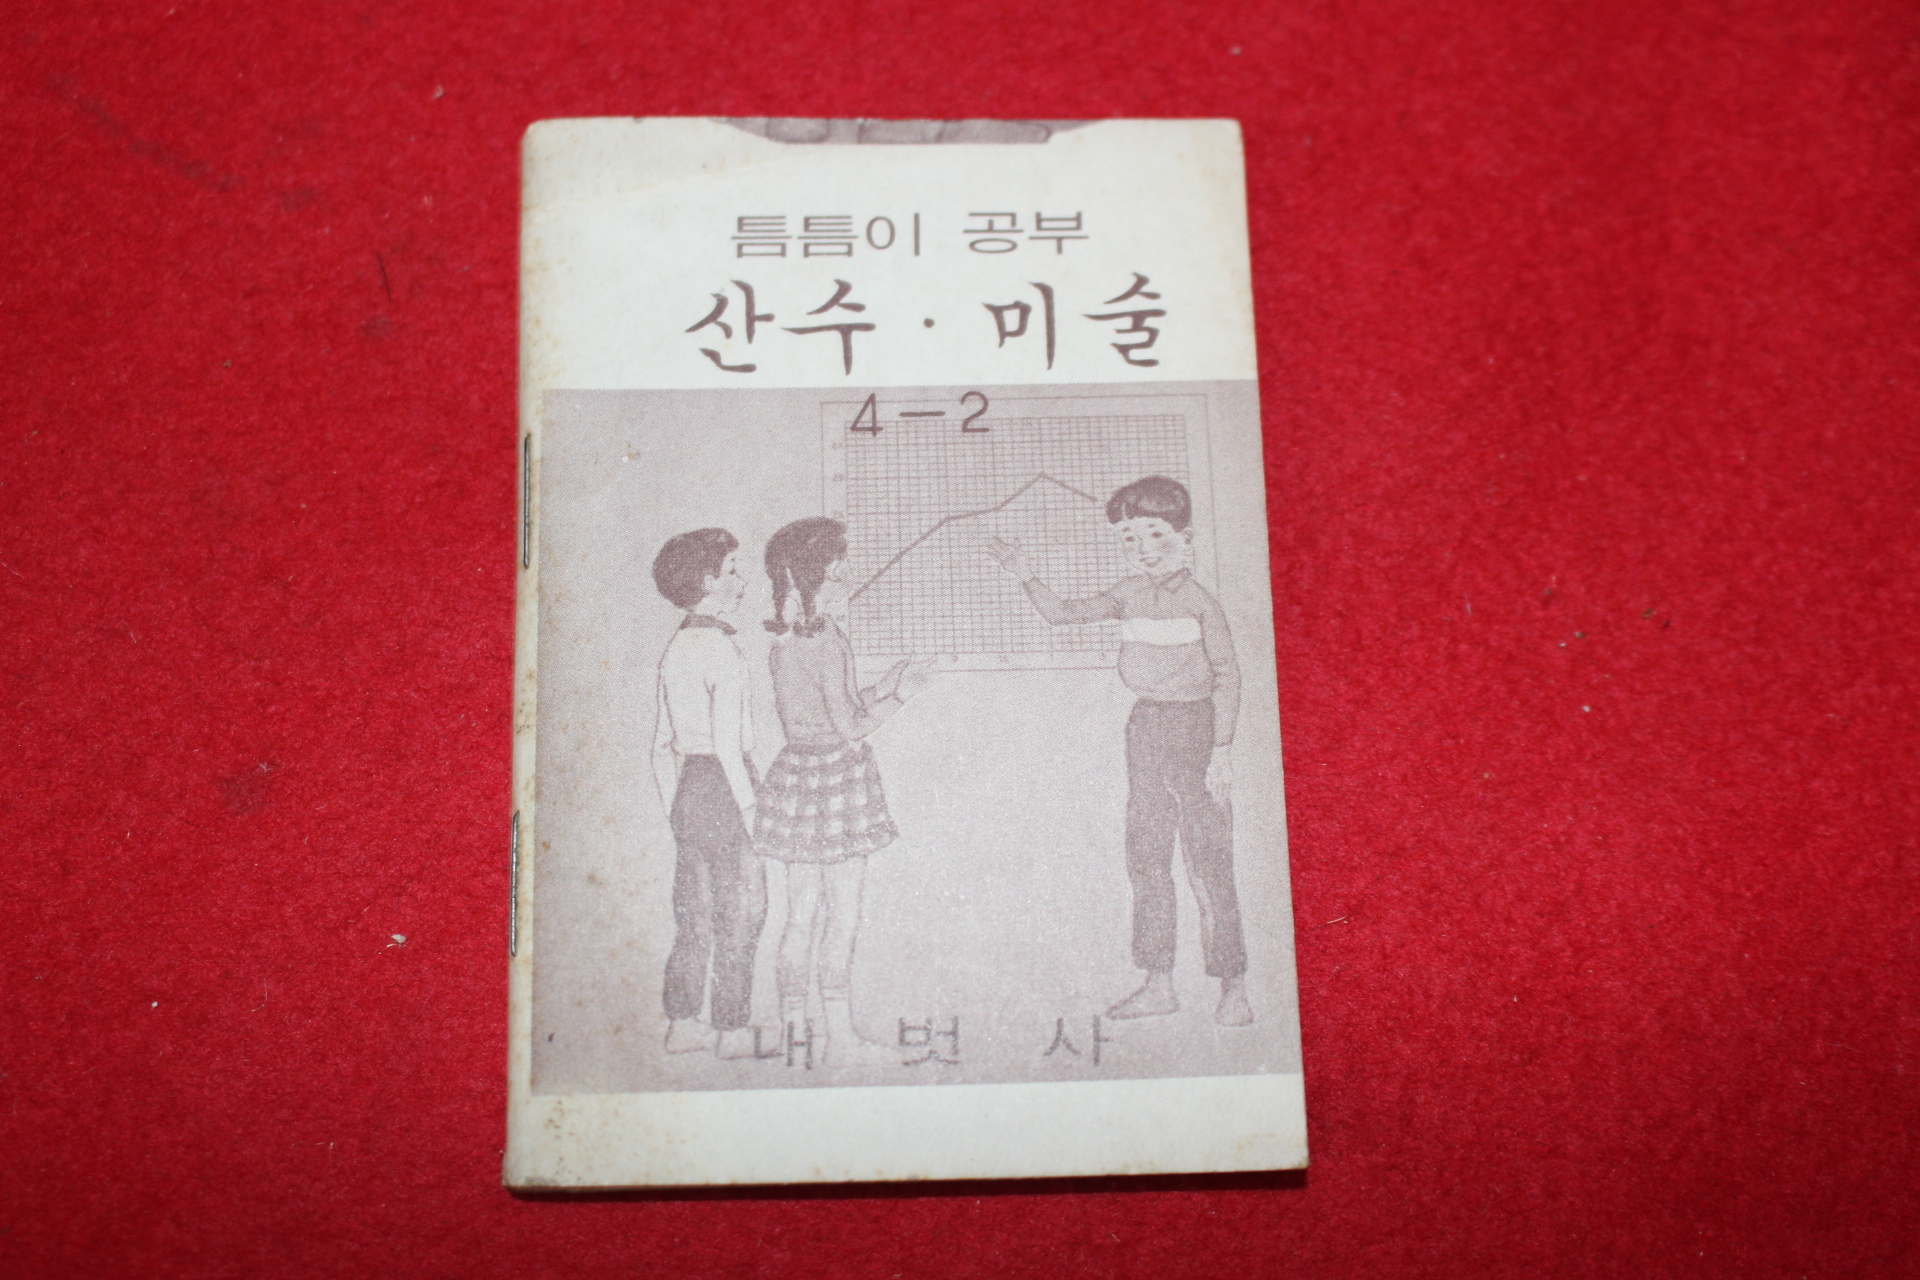 틈틈이 공부
산수·미술
4-2
내 벗 사